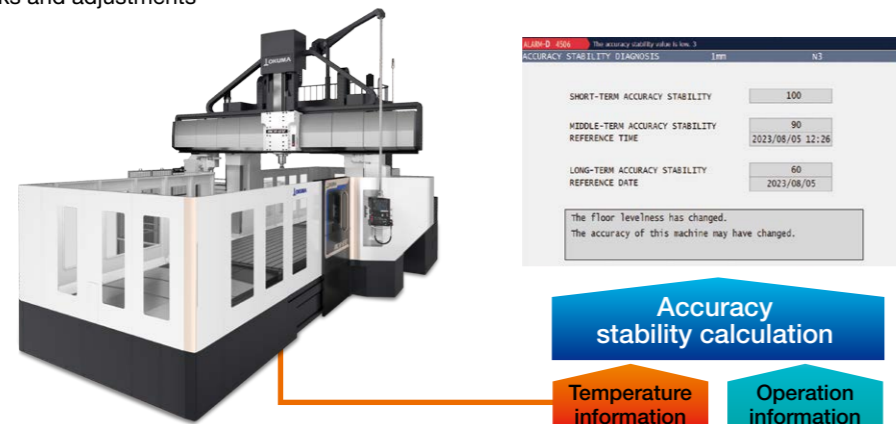 ks and adjustments
OKUMA
OKUMA
ALARM-D 4506 The accuracy stability value is low. 3
ACCURACY STABILITY DIAGNOSIS 1mm N3
SHORT-TERM ACCURACY STABILITY 100
MIDDLE-TERM ACCURACY STABILITY 90
REFERENCE TIME 2023/08/05 12:26
LONG-TERM ACCURACY STABILITY 60
REFERENCE DATE 2023/08/05
The floor levelness has changed.
The accuracy of this machine may have changed.
Accuracy
stability calculation
Temperature
information
Operation
information